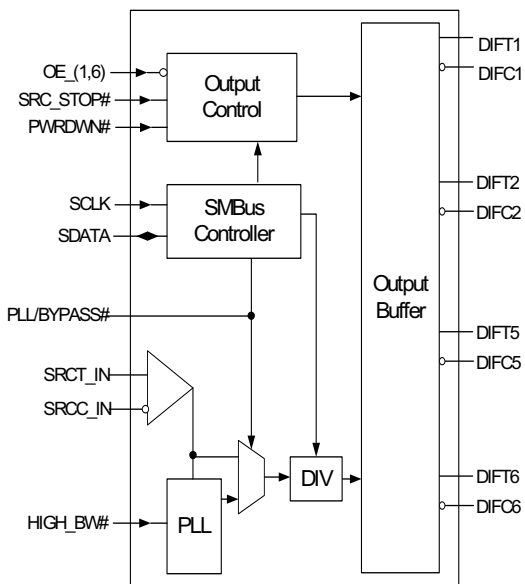 OE_(1,6)
SRC_STOP#
PWRDWN#
Output
Control
SCLK
SDATA
SMBus
Controller
PLL/BYPASS#
SRCT_IN
SRCC_IN
HIGH_BW#
PLL
DIV
Output
Buffer
DIFT1
DIFC1
DIFT2
DIFC2
DIFT5
DIFC5
DIFT6
DIFC6